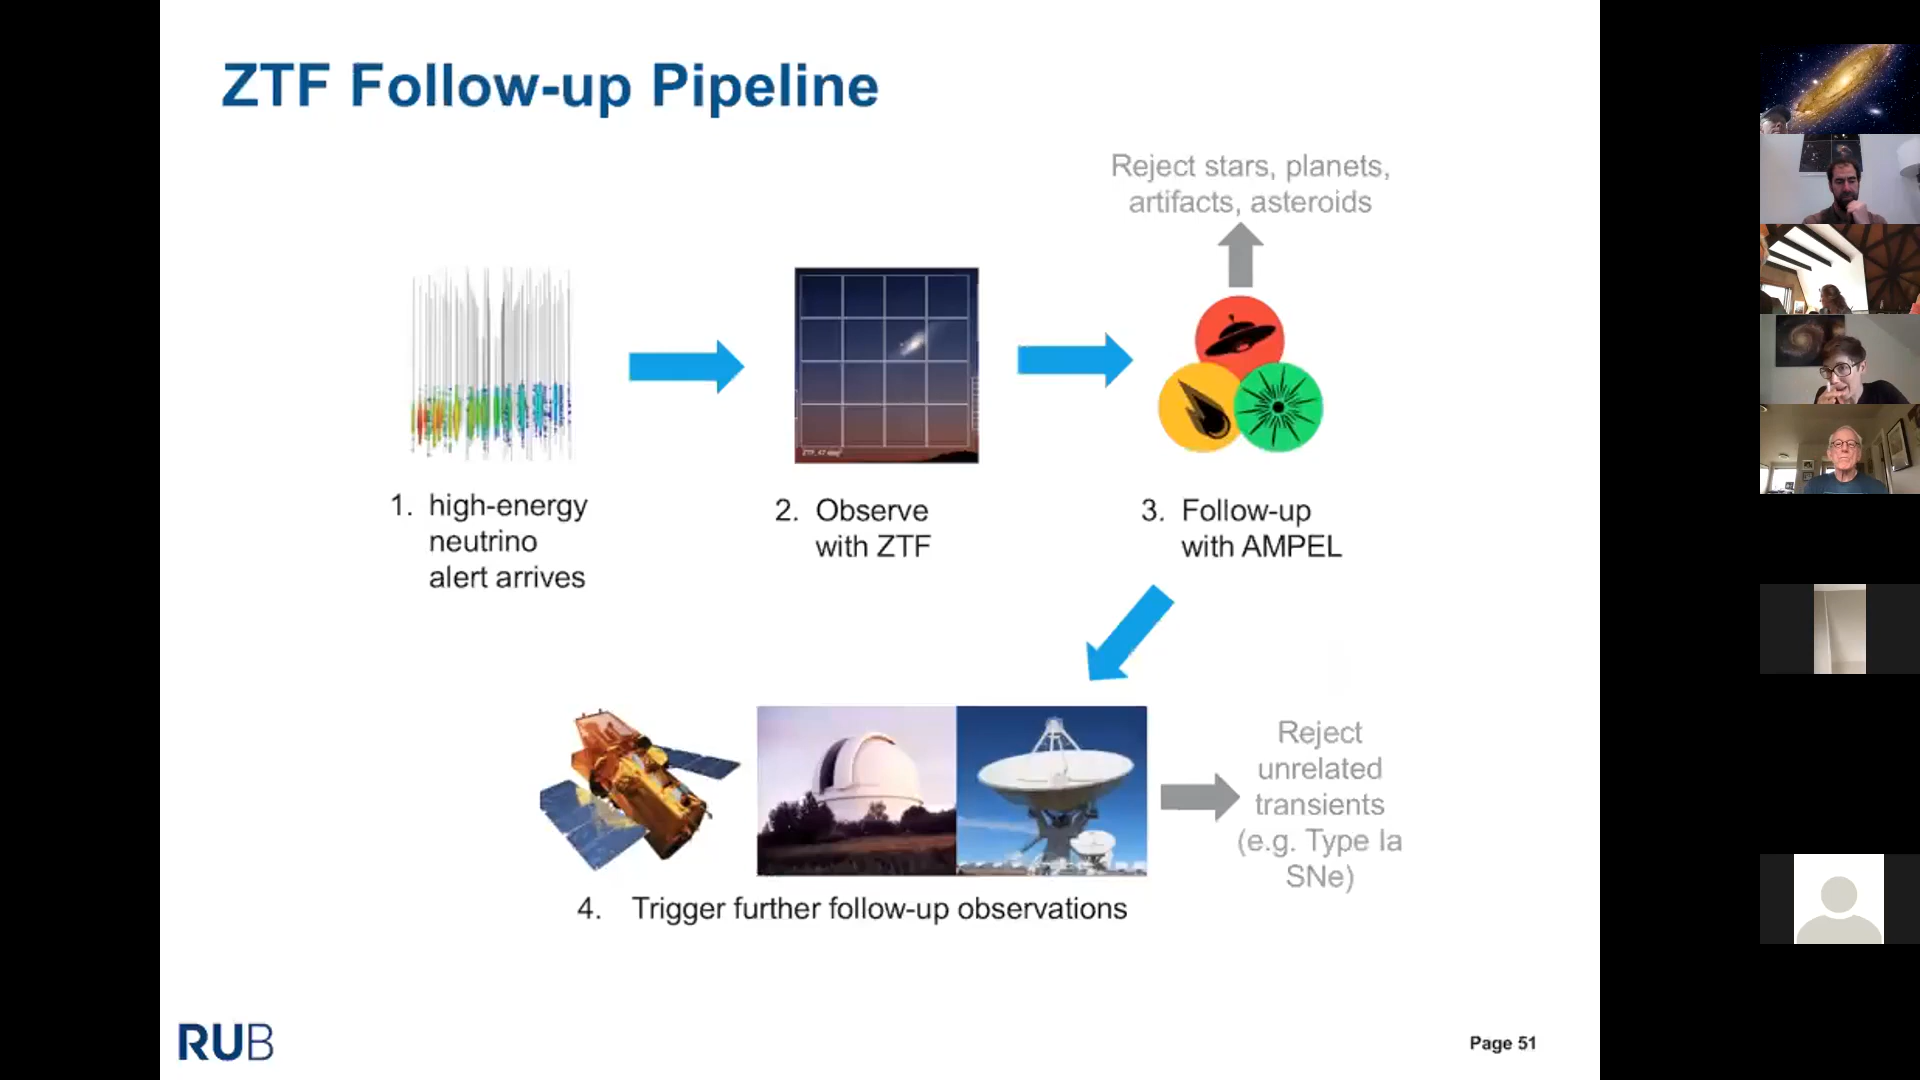 ZTF Follow-up Pipeline
Reject stars, planets,
artifacts, asteroids
1. high-energy
neutrino
alert arrives
2. Observe
with ZTF
3. Follow-up
with AMPEL
Reject
unrelated
transients
(e.g. Type Ia
SNe)
4. Trigger further follow-up observations
RUB
Page 51